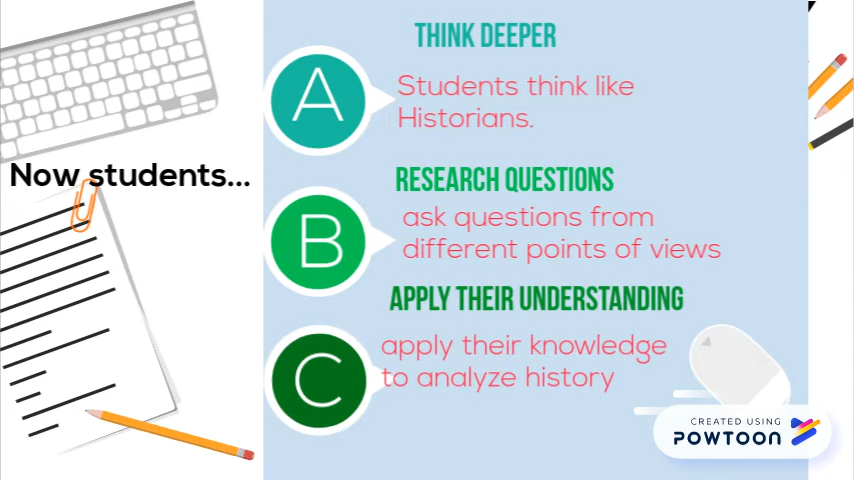 Now students...
THINK DEEPER
A
Students think like
Historians.
RESEARCH QUESTIONS
B
ask questions from
different points of views
APPLY THEIR UNDERSTANDING
C
apply their knowledge
to analyze history
CREATED USING
POWTOON